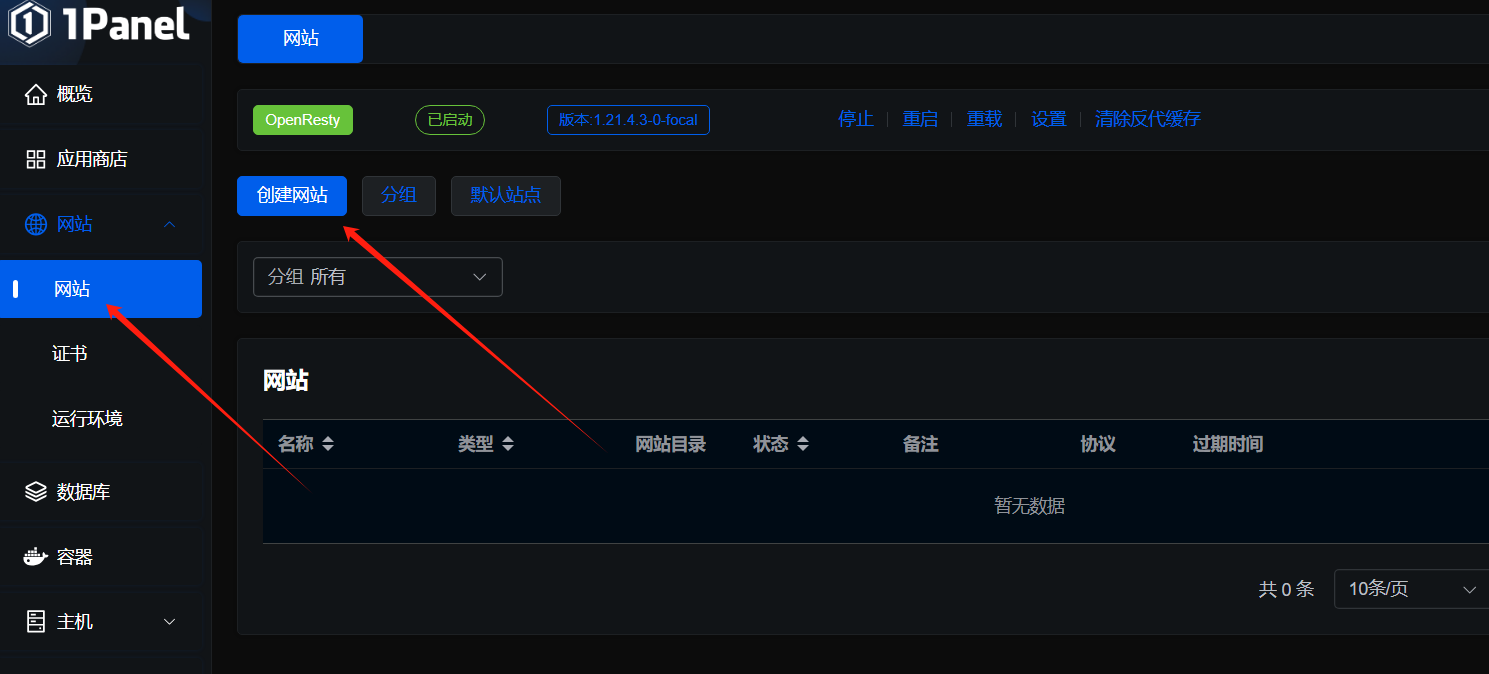 1Panel
概览
应用商店
网站
网站
证书
运行环境
数据库
容器
主机
网站
OpenResty 已启动 版本:1.21.4.3-0-focal 停止 重启 重载 设置 清除反代缓存
创建网站 分组 默认站点
分组 所有
网站
名称 类型 网站目录 状态 备注 协议 过期时间
暂无数据
共 0 条 10条/页